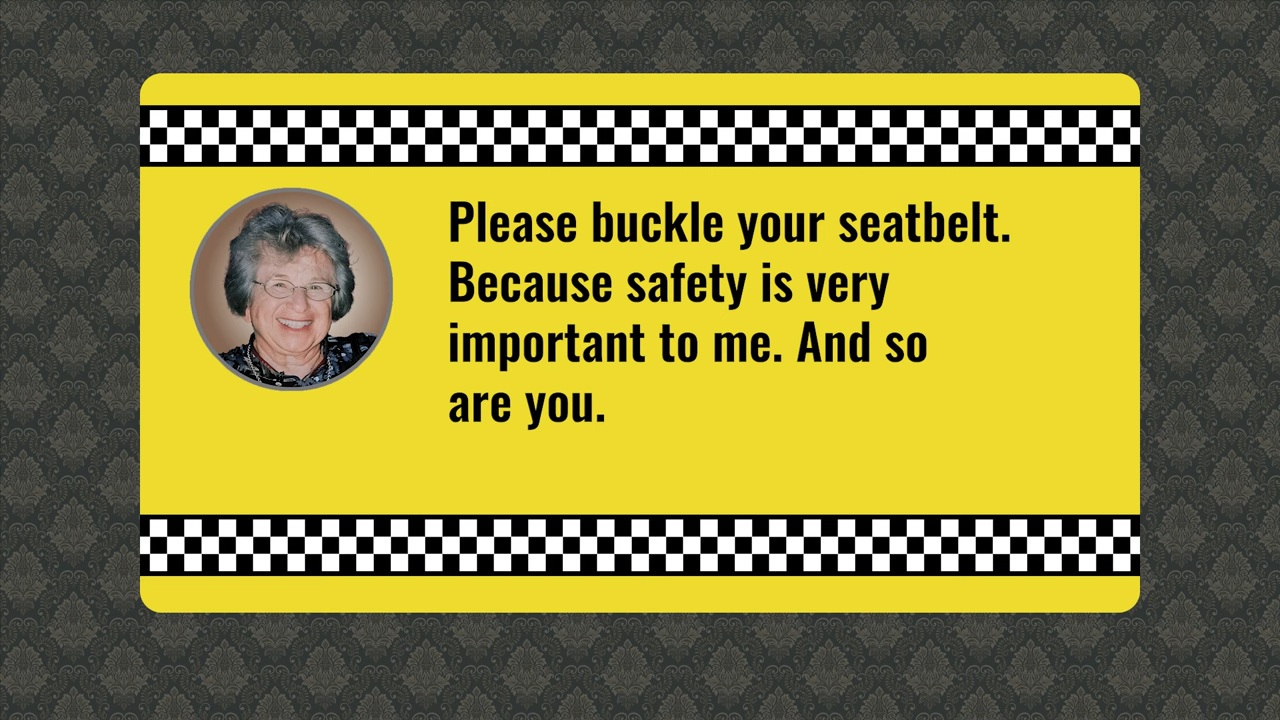 Please buckle your seatbelt.
Because safety is very
important to me. And so
are you.